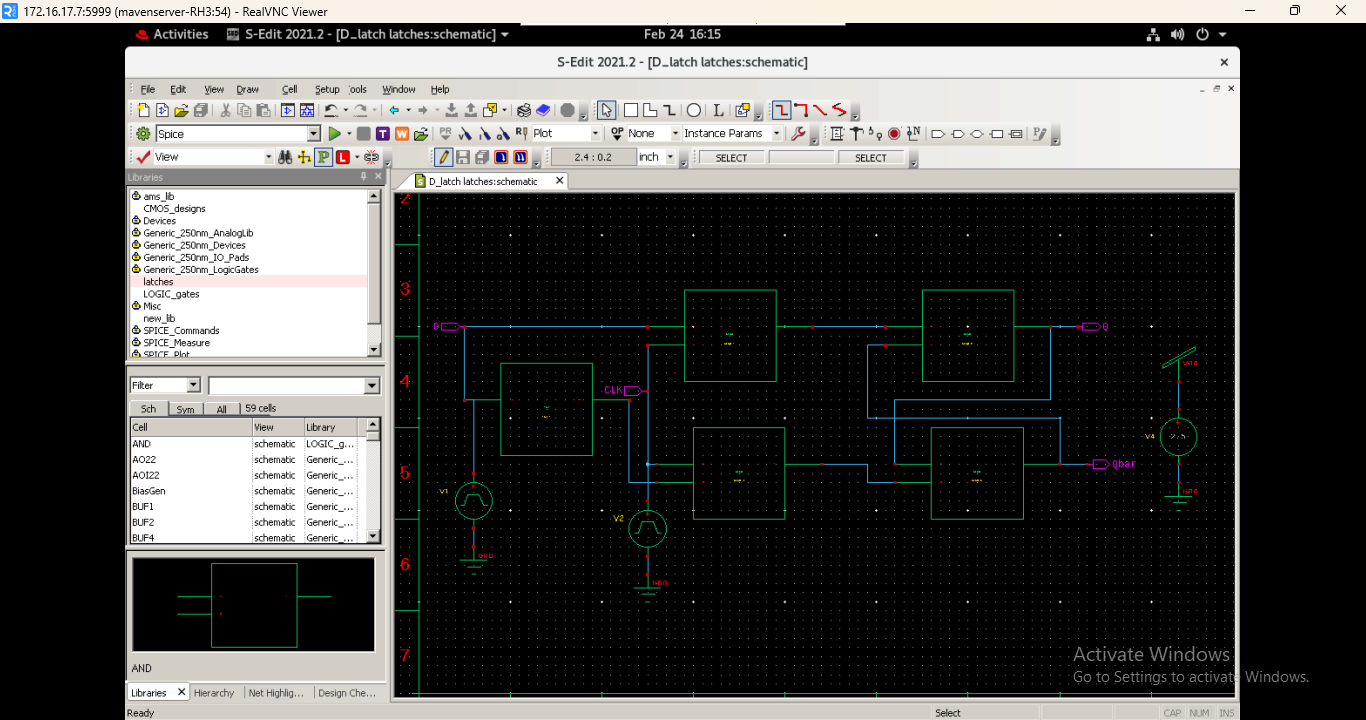 172.16.17.7:5999 (mavenserver-RH3:54) - RealVNC Viewer
Activities S-Edit 2021.2 - [D_latch latches:schematic] Feb 24 16:15
S-Edit 2021.2 - [D_latch latches:schematic]
File Edit View Draw Cell Setup ools Window Help
Spice Plot None Instance Params
View 2.4 : 0.2 inch SELECT SELECT
Libraries
D_latch latches:schematic
ams_lib
CMOS_designs
Devices
Generic_250nm_AnalogLib
Generic_250nm_Devices
Generic_250nm_IO_Pads
Generic_250nm_LogicGates
latches
LOGIC_gates
Misc
new_lib
SPICE_Commands
SPICE_Measure
SPICE_Plot
Filter
Sch Sym All 59 cells
Cell View Library
AND schematic LOGIC_g...
AO22 schematic Generic_...
AOI22 schematic Generic_...
BiasGen schematic Generic_...
BUF1 schematic Generic_...
BUF2 schematic Generic_...
BUF4 schematic Generic_...
AND
Libraries Hierarchy Net Highlig... Design Che...
2
3
4
5
6
7
D
Q
CLK
Qbar
V1
V2
V4
2.5
Activate Windows
Go to Settings to activate Windows.
Ready Select CAP NUM INS